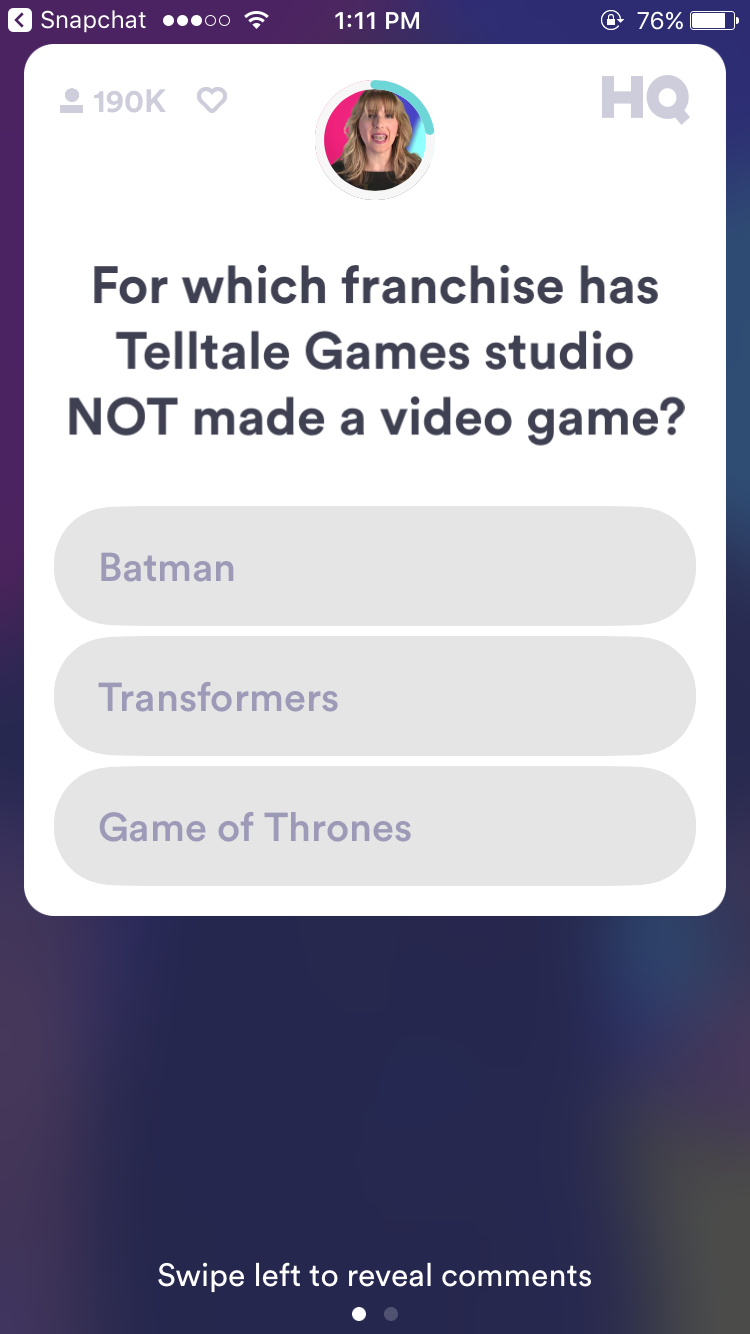 Snapchat 1:11 PM 76%
190K HQ
For which franchise has
Telltale Games studio
NOT made a video game?
Batman
Transformers
Game of Thrones
Swipe left to reveal comments